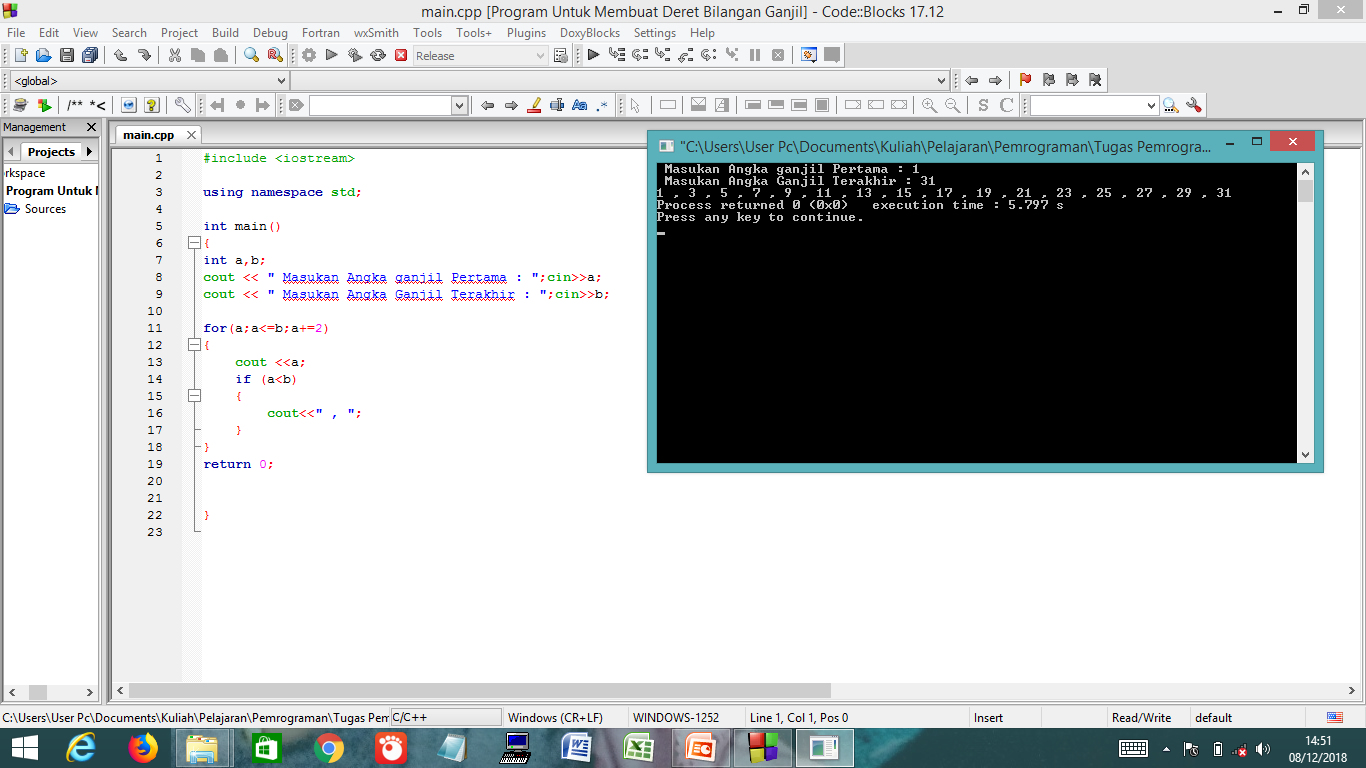 main.cpp [Program Untuk Membuat Deret Bilangan Ganjil] - Code::Blocks 17.12
File Edit View Search Project Build Debug Fortran wxSmith Tools Tools+ Plugins DoxyBlocks Settings Help
Release
<global>
/** *<
Aa .*
S C
Management
main.cpp
Projects
rkspace
Program Untuk M
Sources
1 #include <iostream>
2
3 using namespace std;
4
5 int main()
6 {
7 int a,b;
8 cout << " Masukan Angka ganjil Pertama : ";cin>>a;
9 cout << " Masukan Angka Ganjil Terakhir : ";cin>>b;
10
11 for(a;a<=b;a+=2)
12 {
13 cout <<a;
14 if (a<b)
15 {
16 cout<<" , ";
17 }
18 }
19 return 0;
20
21
22 }
23
"C:\Users\User Pc\Documents\Kuliah\Pelajaran\Pemrograman\Tugas Pemrogra...
Masukan Angka ganjil Pertama : 1
Masukan Angka Ganjil Terakhir : 31
1 , 3 , 5 , 7 , 9 , 11 , 13 , 15 , 17 , 19 , 21 , 23 , 25 , 27 , 29 , 31
Process returned 0 (0x0)   execution time : 5.797 s
Press any key to continue.
C:\Users\User Pc\Documents\Kuliah\Pelajaran\Pemrograman\Tugas Pem C/C++ Windows (CR+LF) WINDOWS-1252 Line 1, Col 1, Pos 0 Insert Read/Write default
14:51
08/12/2018